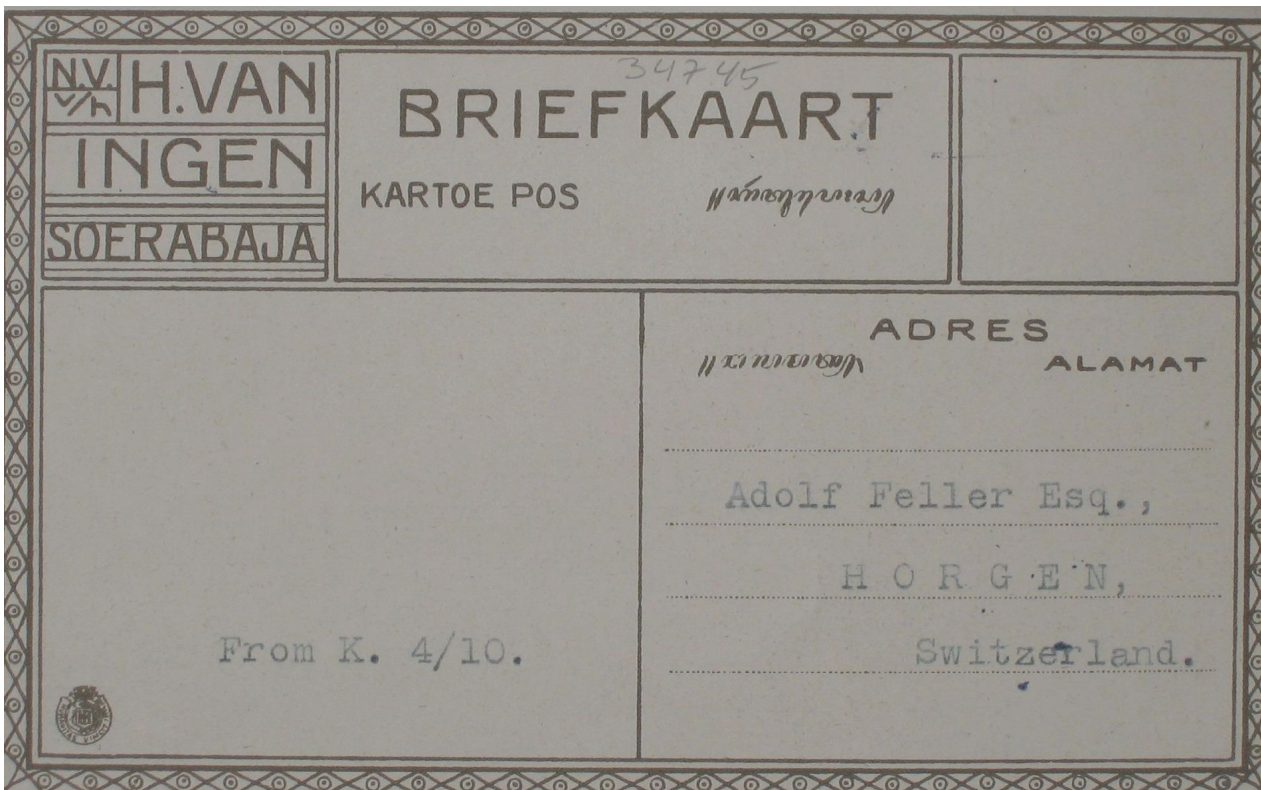 34745
N.V. v/h H. VAN
INGEN
SOERABAJA
BRIEFKAART
KARTOE POS
ADRES
ALAMAT
Adolf Feller Esq.,
H O R G E N,
Switzerland.
From K. 4/10.